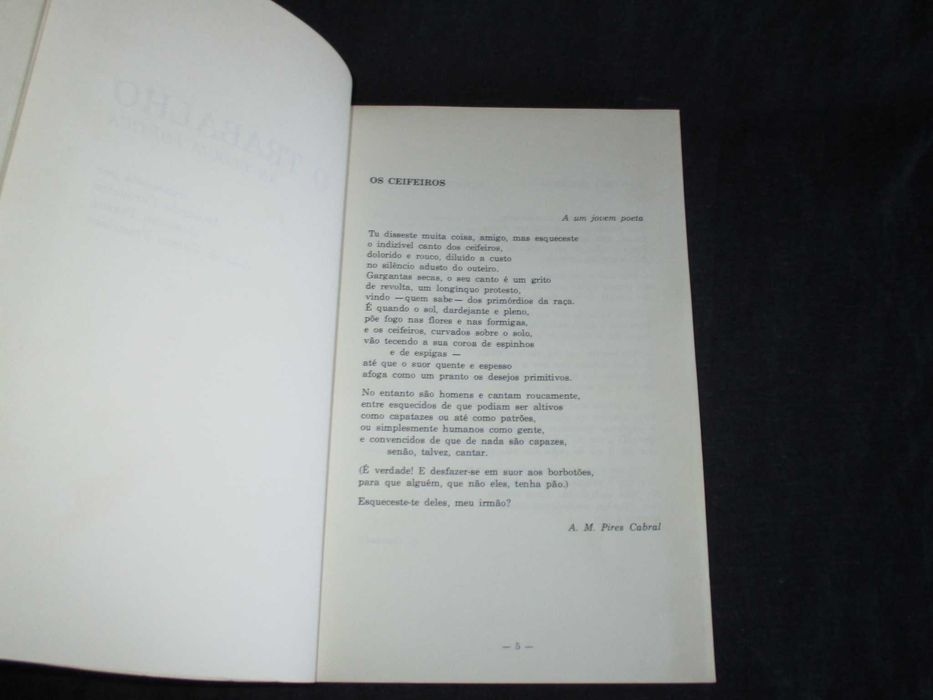 OS CEIFEIROS
A um jovem poeta
Tu disseste muita coisa, amigo, mas esqueceste
o indizível canto dos ceifeiros,
dolorido e rouco, diluído a custo
no silêncio adusto do outeiro.
Gargantas secas, o seu canto é um grito
de revolta, um longínquo protesto,
vindo —quem sabe— dos primórdios da raça.
É quando o sol, dardejante e pleno,
põe fogo nas flores e nas formigas,
e os ceifeiros, curvados sobre o solo,
vão tecendo a sua coroa de espinhos
e de espigas —
até que o suor quente e espesso
afoga como um pranto os desejos primitivos.
No entanto são homens e cantam roucamente,
entre esquecidos de que podiam ser altivos
como capatazes ou até como patrões,
ou simplesmente humanos como gente,
e convencidos de que de nada são capazes,
senão, talvez, cantar.
(É verdade! E desfazer-se em suor aos borbotões,
para que alguém, que não eles, tenha pão.)
Esqueceste-te deles, meu irmão?
A. M. Pires Cabral
— 5 —
O TRABALHO